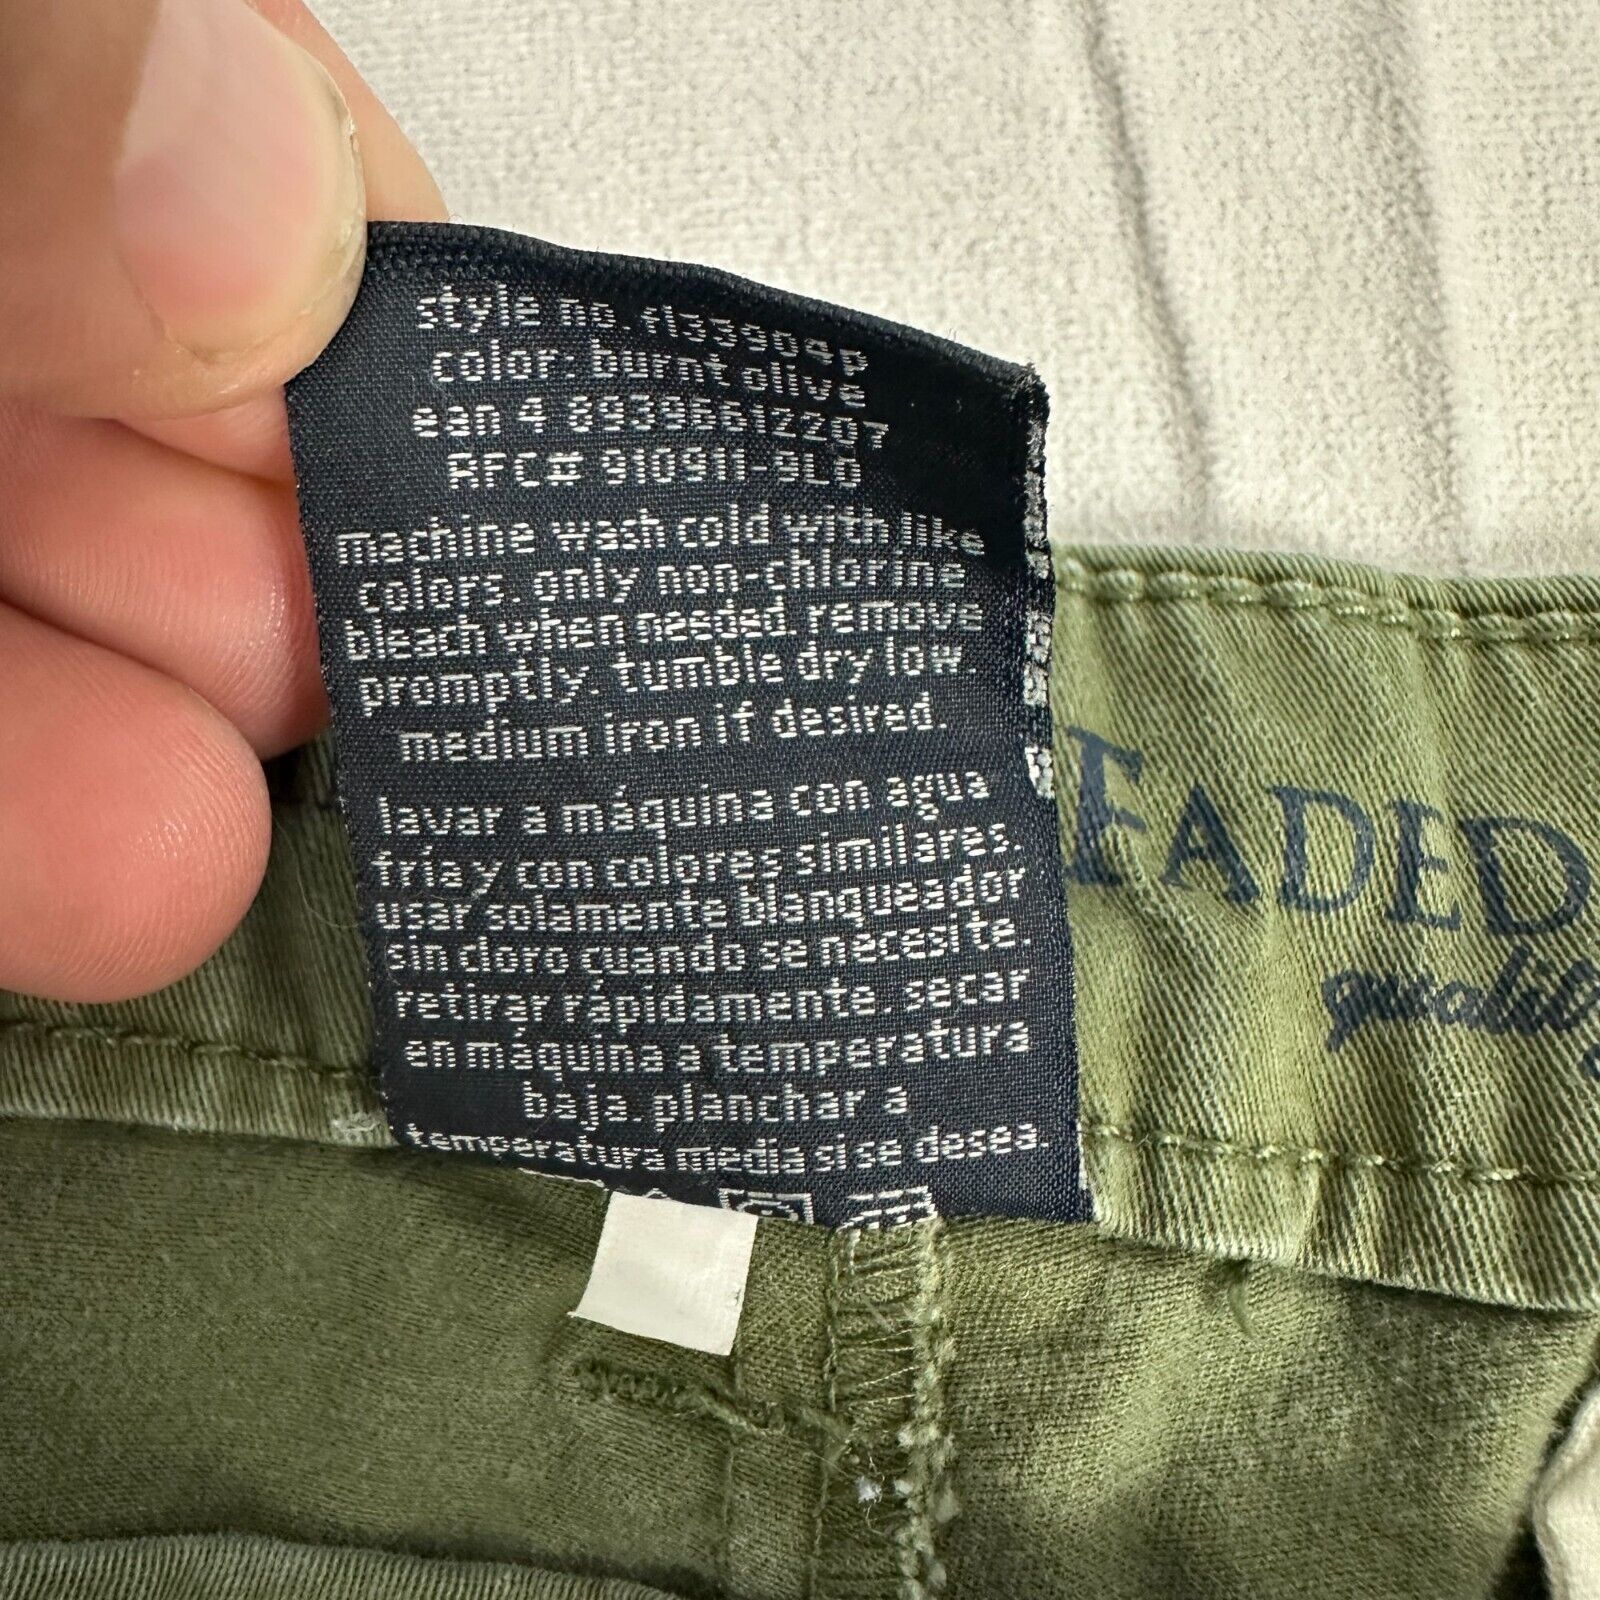 style no. fl33904p
color: burnt olive
ean 4 893966612207
RFC# 910911-9L0
machine wash cold with like
colors. only non-chlorine
bleach when needed. remove
promptly. tumble dry low.
medium iron if desired.
lavar a máquina con agua
fría y con colores similares.
usar solamente blanqueador
sin cloro cuando se necesite.
retirar rápidamente. secar
en máquina a temperatura
baja. planchar a
temperatura media si se desea.
FADED